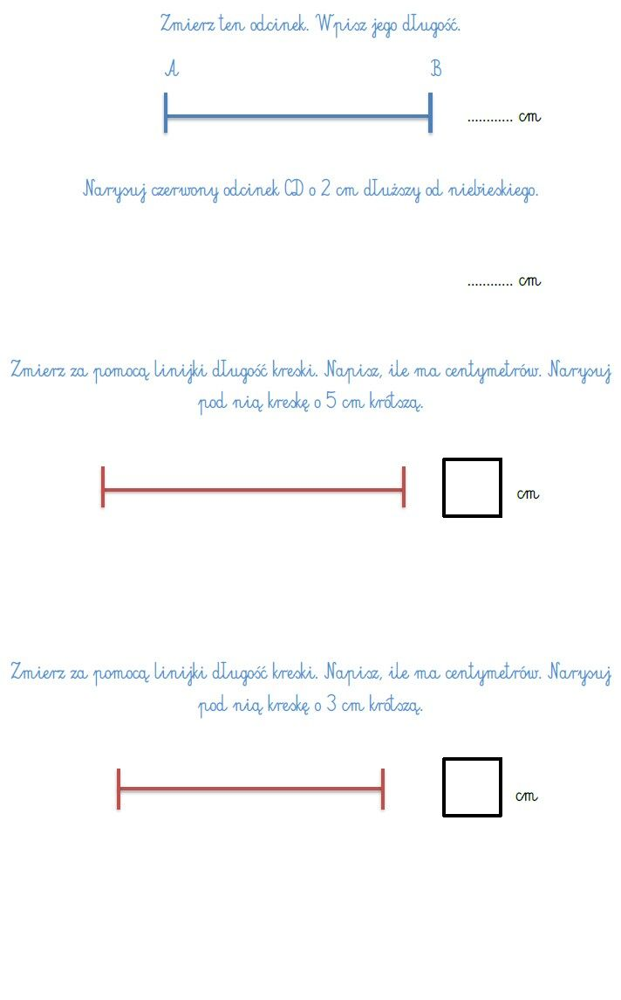 Zmierz ten odcinek. Wpisz jego długość.
A B
............ cm
Narysuj czerwony odcinek CD o 2 cm dłuższy od niebieskiego.
............ cm
Zmierz za pomocą linijki długość kreski. Napisz, ile ma centymetrów. Narysuj
pod nią kreskę o 5 cm krótszą.
cm
Zmierz za pomocą linijki długość kreski. Napisz, ile ma centymetrów. Narysuj
pod nią kreskę o 3 cm krótszą.
cm